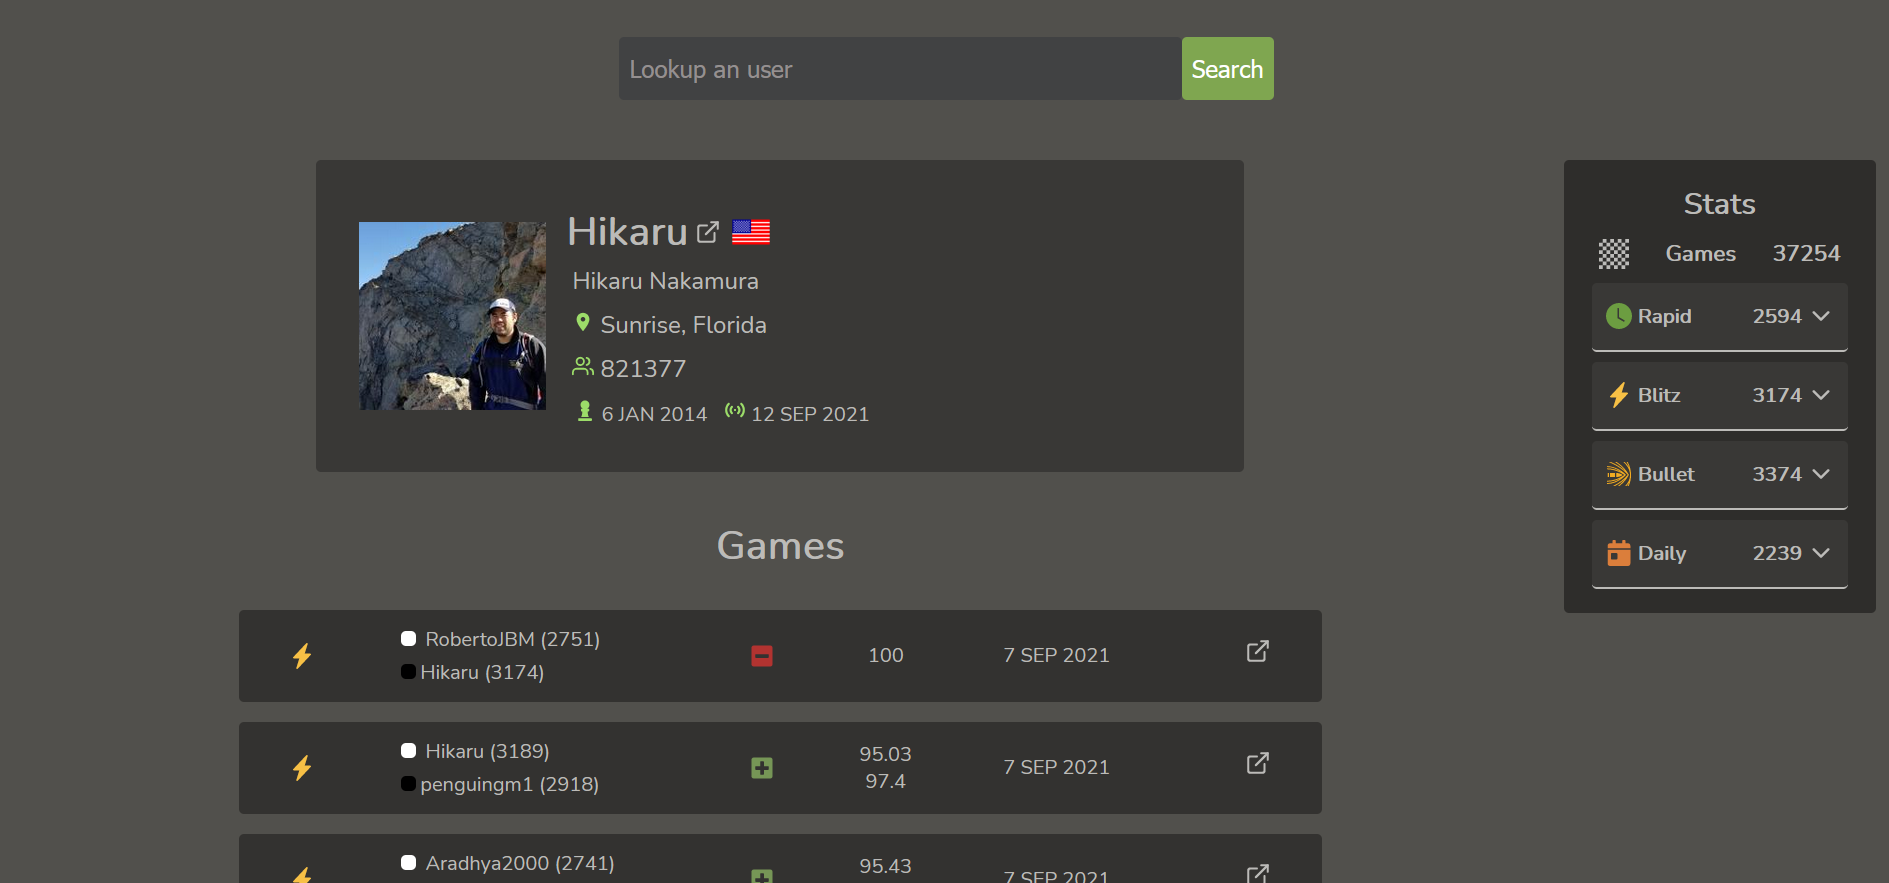 Lookup an user
Search
Hikaru
Hikaru Nakamura
Sunrise, Florida
821377
6 JAN 2014 12 SEP 2021
Stats
Games 37254
Rapid 2594
Blitz 3174
Bullet 3374
Daily 2239
Games
RobertoJBM (2751)
Hikaru (3174)
100
7 SEP 2021
Hikaru (3189)
penguingm1 (2918)
95.03
97.4
7 SEP 2021
Aradhya2000 (2741)
95.43
7 SEP 2021